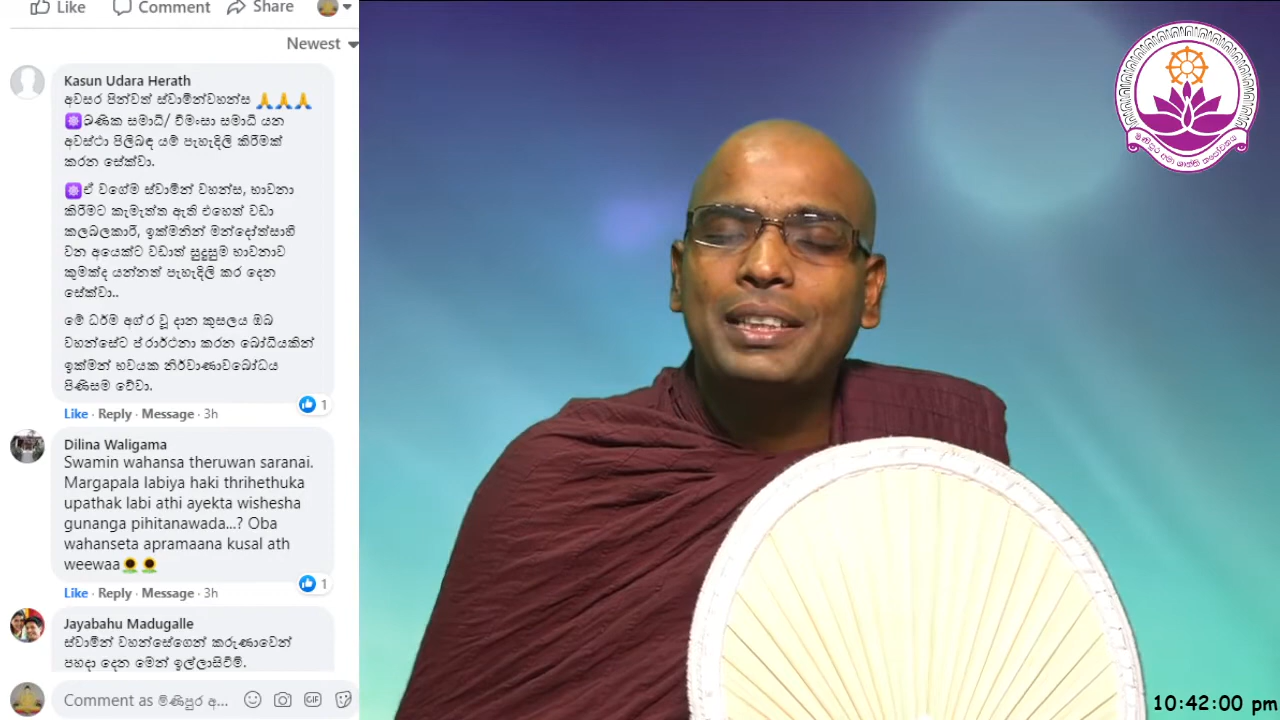 Like Comment Share
Newest
Kasun Udara Herath
අවසර පින්වත් ස්වාමීන්වහන්ස 🙏🙏🙏
☸️ඛණික සමාධි/ විමංසා සමාධි යන
අවස්ථා පිලිබඳ යම් පැහැදිලි කිරීමක්
කරන සේක්වා.
☸️ඒ වගේම ස්වාමීන් වහන්ස, භාවනා
කිරීමට කැමැත්ත ඇති එහෙත් වඩා
කලබලකාරී, ඉක්මනින් මන්දෝත්සාහී
වන අයෙක්ට වඩාත් සුදුසුම භාවනාව
කුමක්ද යන්නත් පැහැදිලි කර දෙන
සේක්වා..
මේ ධර්ම අග්‍ර වූ දාන කුසලය ඔබ
වහන්සේට ප්‍රාර්ථනා කරන බෝධියකින්
ඉක්මන් භවයක නිර්වාණාවබෝධය
පිණිසම වේවා.
Like · Reply · Message · 3h 1
Dilina Waligama
Swamin wahansa theruwan saranai.
Margapala labiya haki thrihethuka
upathak labi athi ayekta wishesha
gunanga pihitanawada...? Oba
wahanseta apramaana kusal ath
weewaa🌻🌻
Like · Reply · Message · 3h 1
Jayabahu Madugalle
ස්වාමීන් වහන්සේගෙන් කරුණාවෙන්
පහදා දෙන මෙන් ඉල්ලාසිටිමි.
Comment as මිණිපුර අ...
GIF
10:42:00 pm